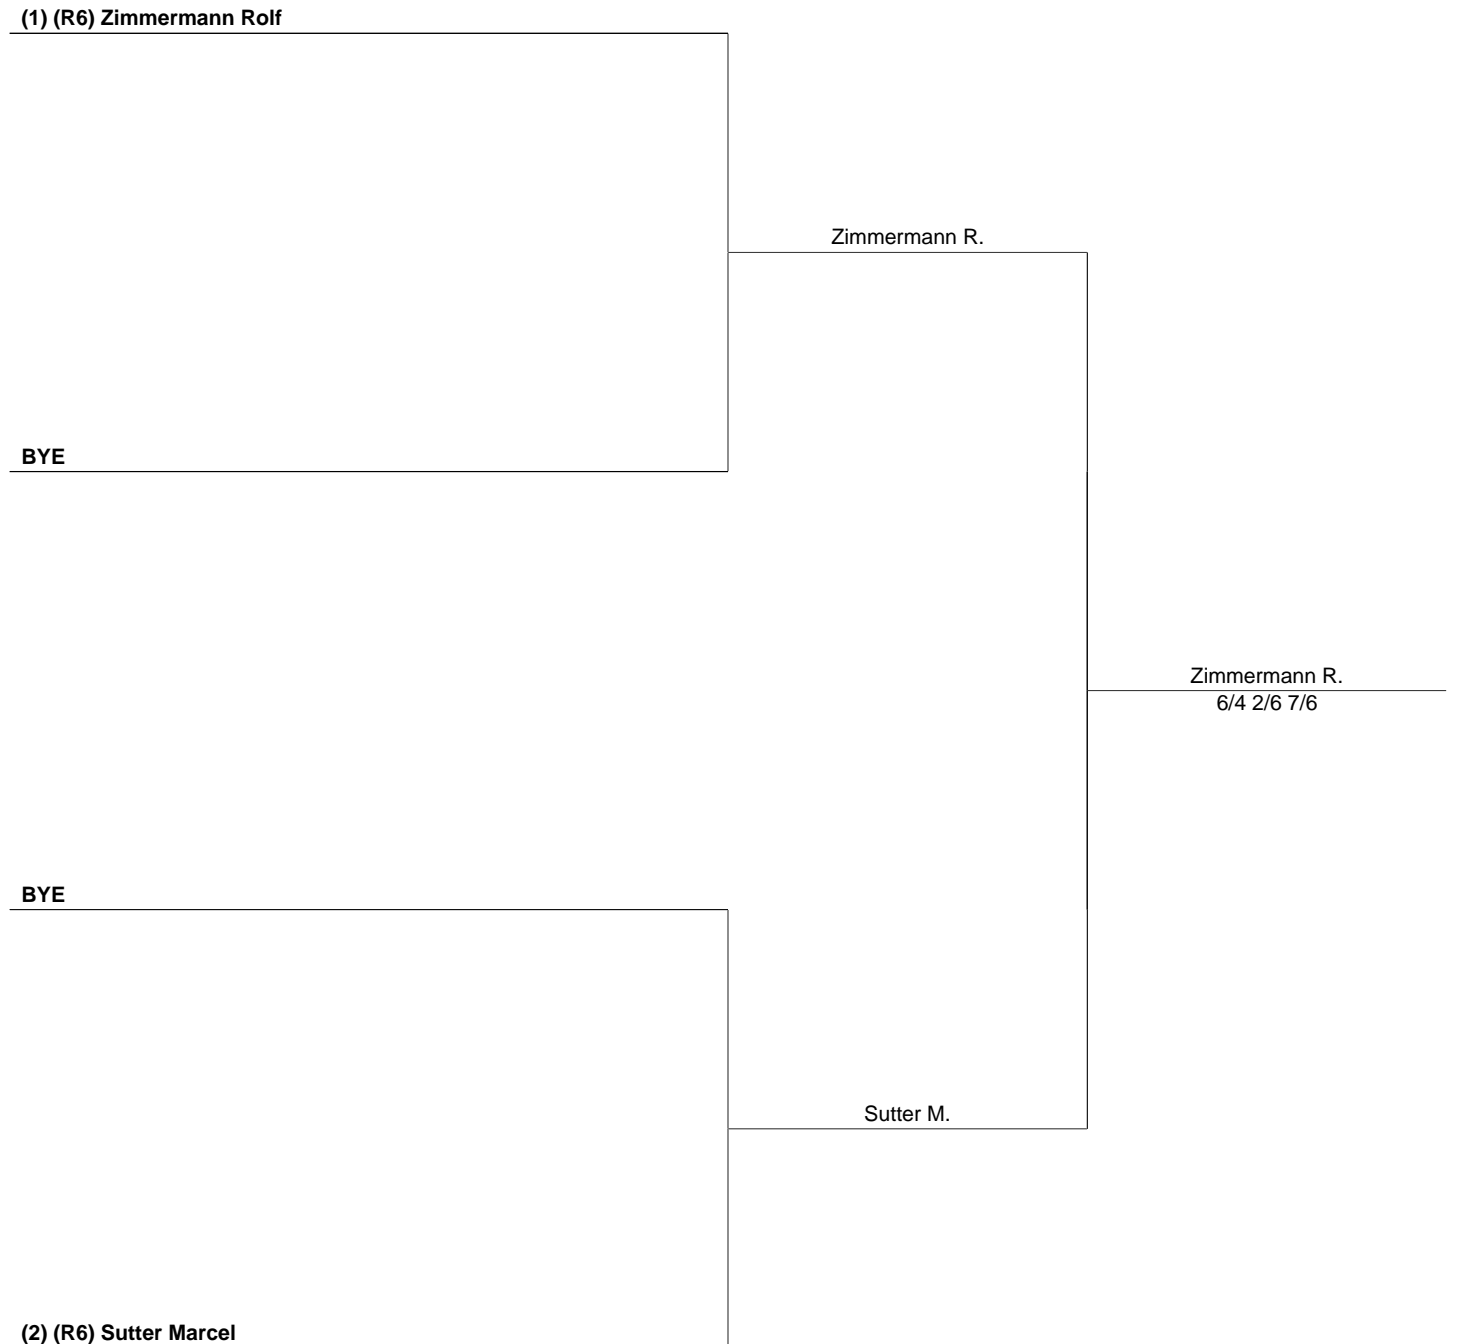 (1) (R6) Zimmermann Rolf
Zimmermann R.
BYE
Zimmermann R.
6/4 2/6 7/6
BYE
Sutter M.
(2) (R6) Sutter Marcel